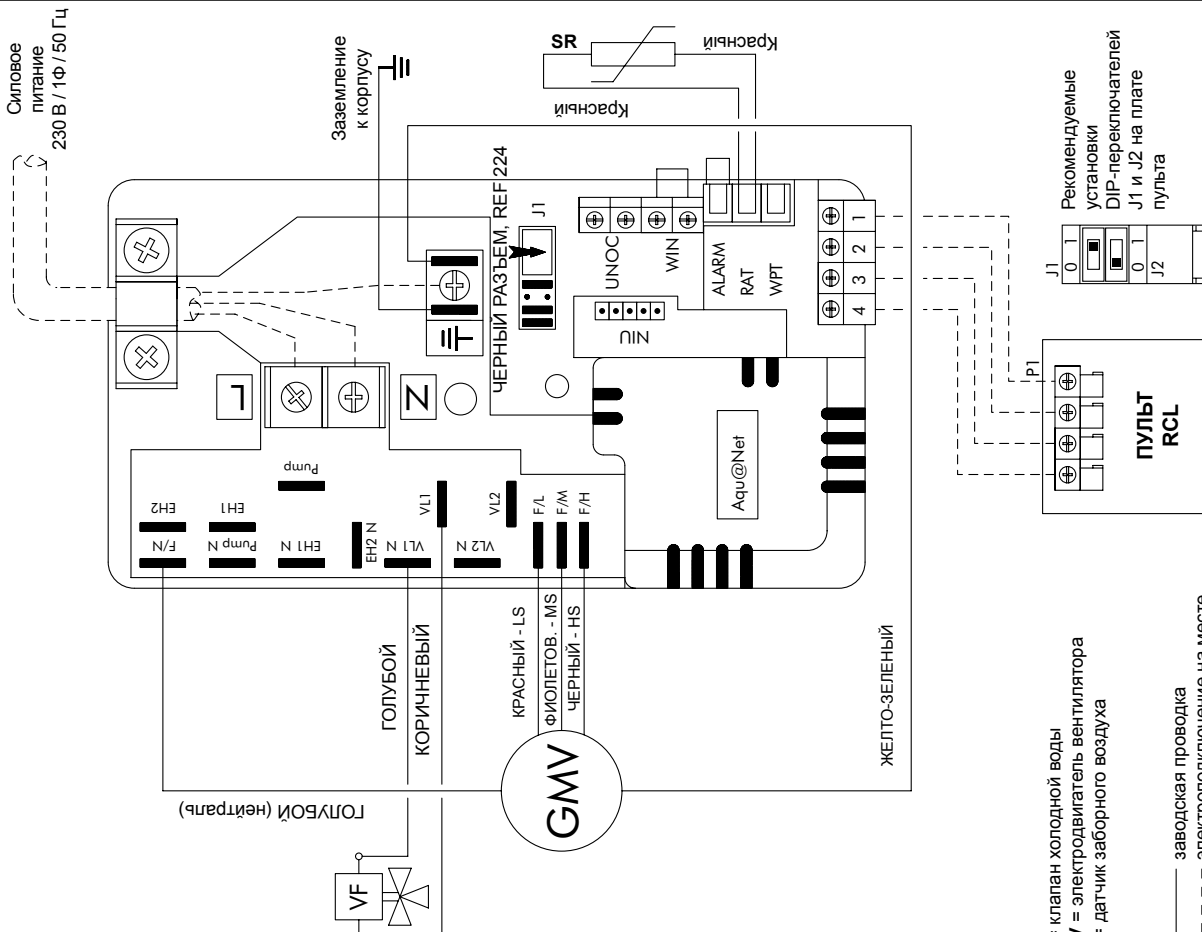 Силовое
питание
230 В / 1Ф / 50 Гц
Заземление
к корпусу
SR
Красный
Красный
ЧЕРНЫЙ РАЗЪЕМ, REF 224
J1
L
N
Pump
EH2
EH1
F/N
Pump N
EH1 N
EH2 N
VL1
VL1 N
VL2
VL2 N
F/L
F/M
F/H
UNOC
WIN
NIU
ALARM
RAT
WPT
1
2
3
4
Aqu@Net
ГОЛУБОЙ
КОРИЧНЕВЫЙ
КРАСНЫЙ - LS
ФИОЛЕТОВ. - MS
ЧЕРНЫЙ - HS
ГОЛУБОЙ (нейтраль)
GMV
VF
ЖЕЛТО-ЗЕЛЕНЫЙ
P1
ПУЛЬТ
RCL
J1
0 1
0 1
J2
Рекомендуемые
установки
DIP-переключателей
J1 и J2 на плате
пульта
= клапан холодной воды
V = электродвигатель вентилятора
= датчик заборного воздуха
заводская проводка
электроподключение на месте